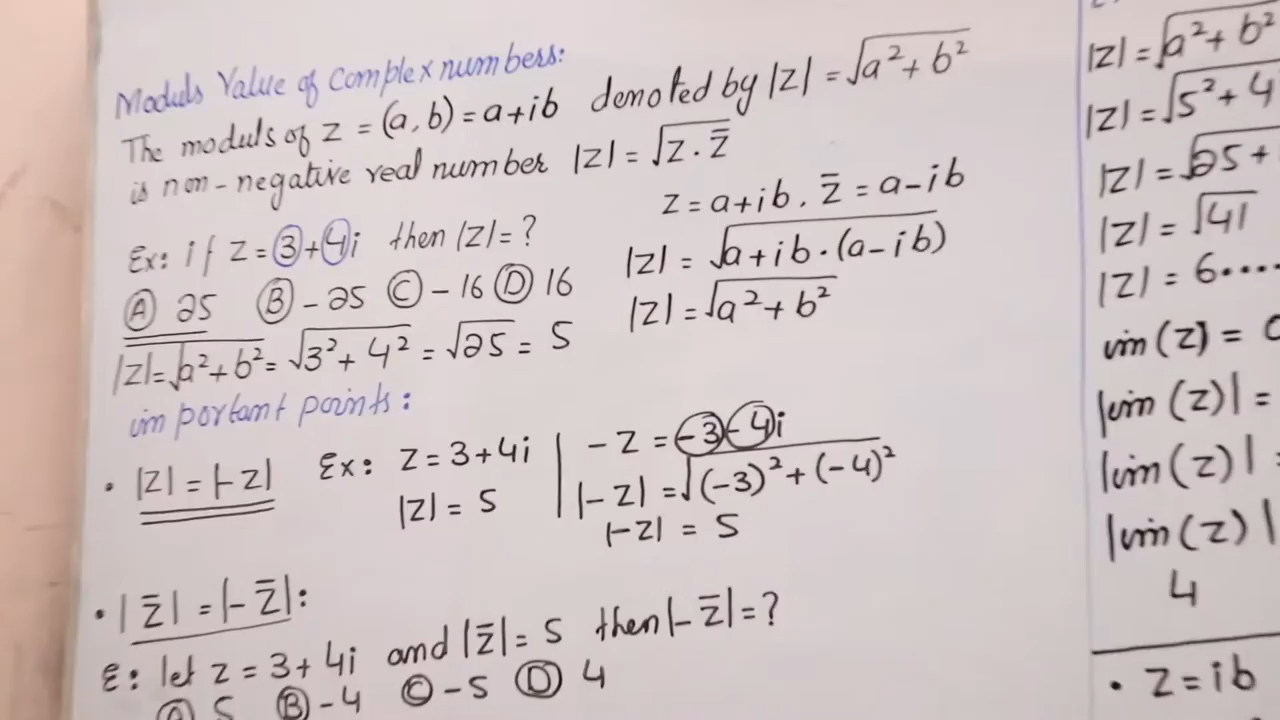 Moduls Value of complex numbers:
The moduls of z = (a, b) = a+ib denoted by |z| = √a²+b²
is non-negative real number |z| = √z . z̿
z = a+ib. z̄ = a-ib
Ex: if z = 3+4i then |z| = ?
|z| = √a+ib.(a-ib)
Ⓐ 25 Ⓑ -25 Ⓒ -16 Ⓓ 16
|z| = √a²+b²
|z| = √a²+b² = √3²+4² = √25 = 5
important points:
• |z| = |-z| Ex: z = 3+4i
|z| = 5
-z = -3-4i
|-z| = √(-3)²+(-4)²
|-z| = 5
• |z̄| = |-z̄|:
E: let z = 3+4i and |z̄| = 5 then |-z̄| = ?
Ⓐ 5 Ⓑ -4 Ⓒ -5 Ⓓ 4
|z| = √a²+b²
|z| = √5²+4
|z| = √25+
|z| = √41
|z| = 6....
im(z) =
|im(z)| =
|im(z)| =
|im(z)|
4
• z = ib